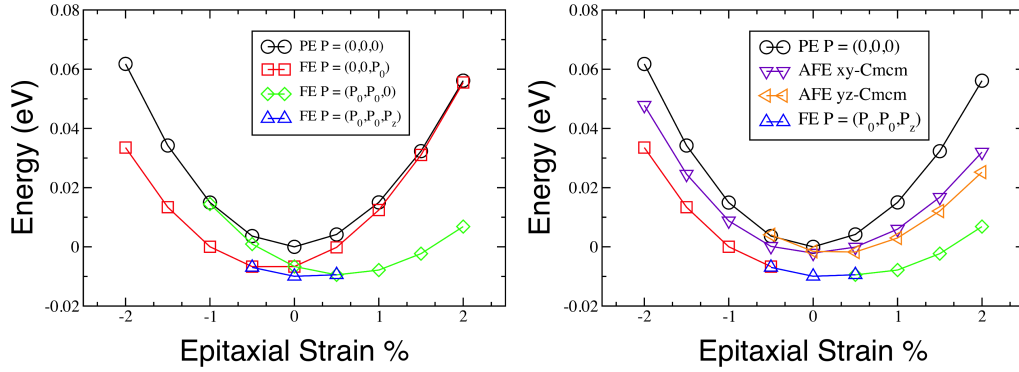 0.08
0.06
0.04
0.02
0
-0.02
Energy (eV)
PE P = (0,0,0)
FE P = (0,0,P₀)
FE P = (P₀,P₀,0)
FE P = (P₀,P₀,P_z)
-2 -1 0 1 2
Epitaxial Strain %
0.08
0.06
0.04
0.02
0
-0.02
Energy (eV)
PE P = (0,0,0)
AFE xy-Cmcm
AFE yz-Cmcm
FE P = (P₀,P₀,P_z)
-2 -1 0 1 2
Epitaxial Strain %